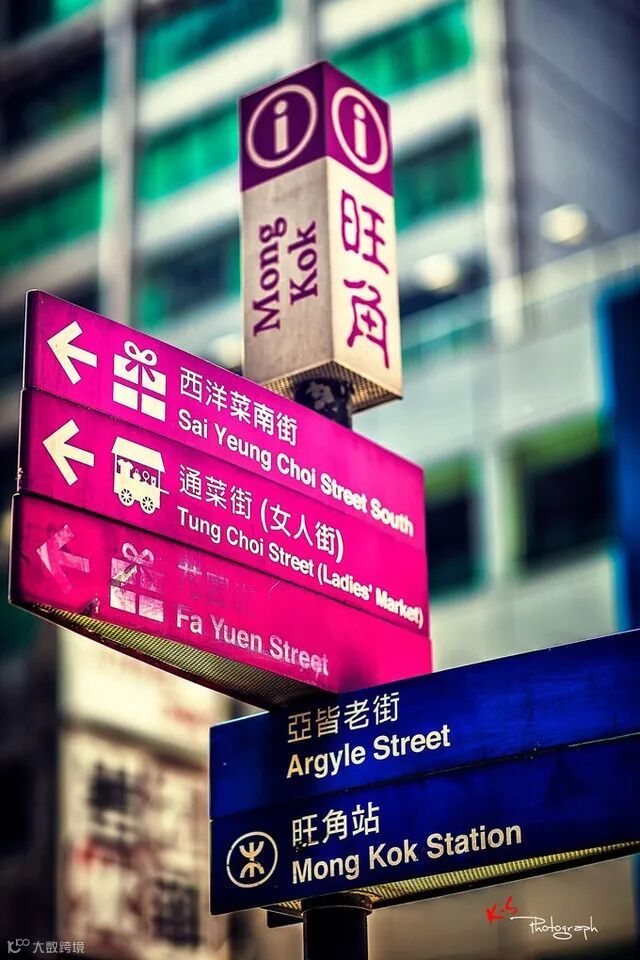 Mong
Kok
旺角
西洋菜南街
Sai Yeung Choi Street South
通菜街 (女人街)
Tung Choi Street (Ladies' Market)
Fa Yuen Street
亞皆老街
Argyle Street
旺角站
Mong Kok Station
K.S Photograph
大数跨境